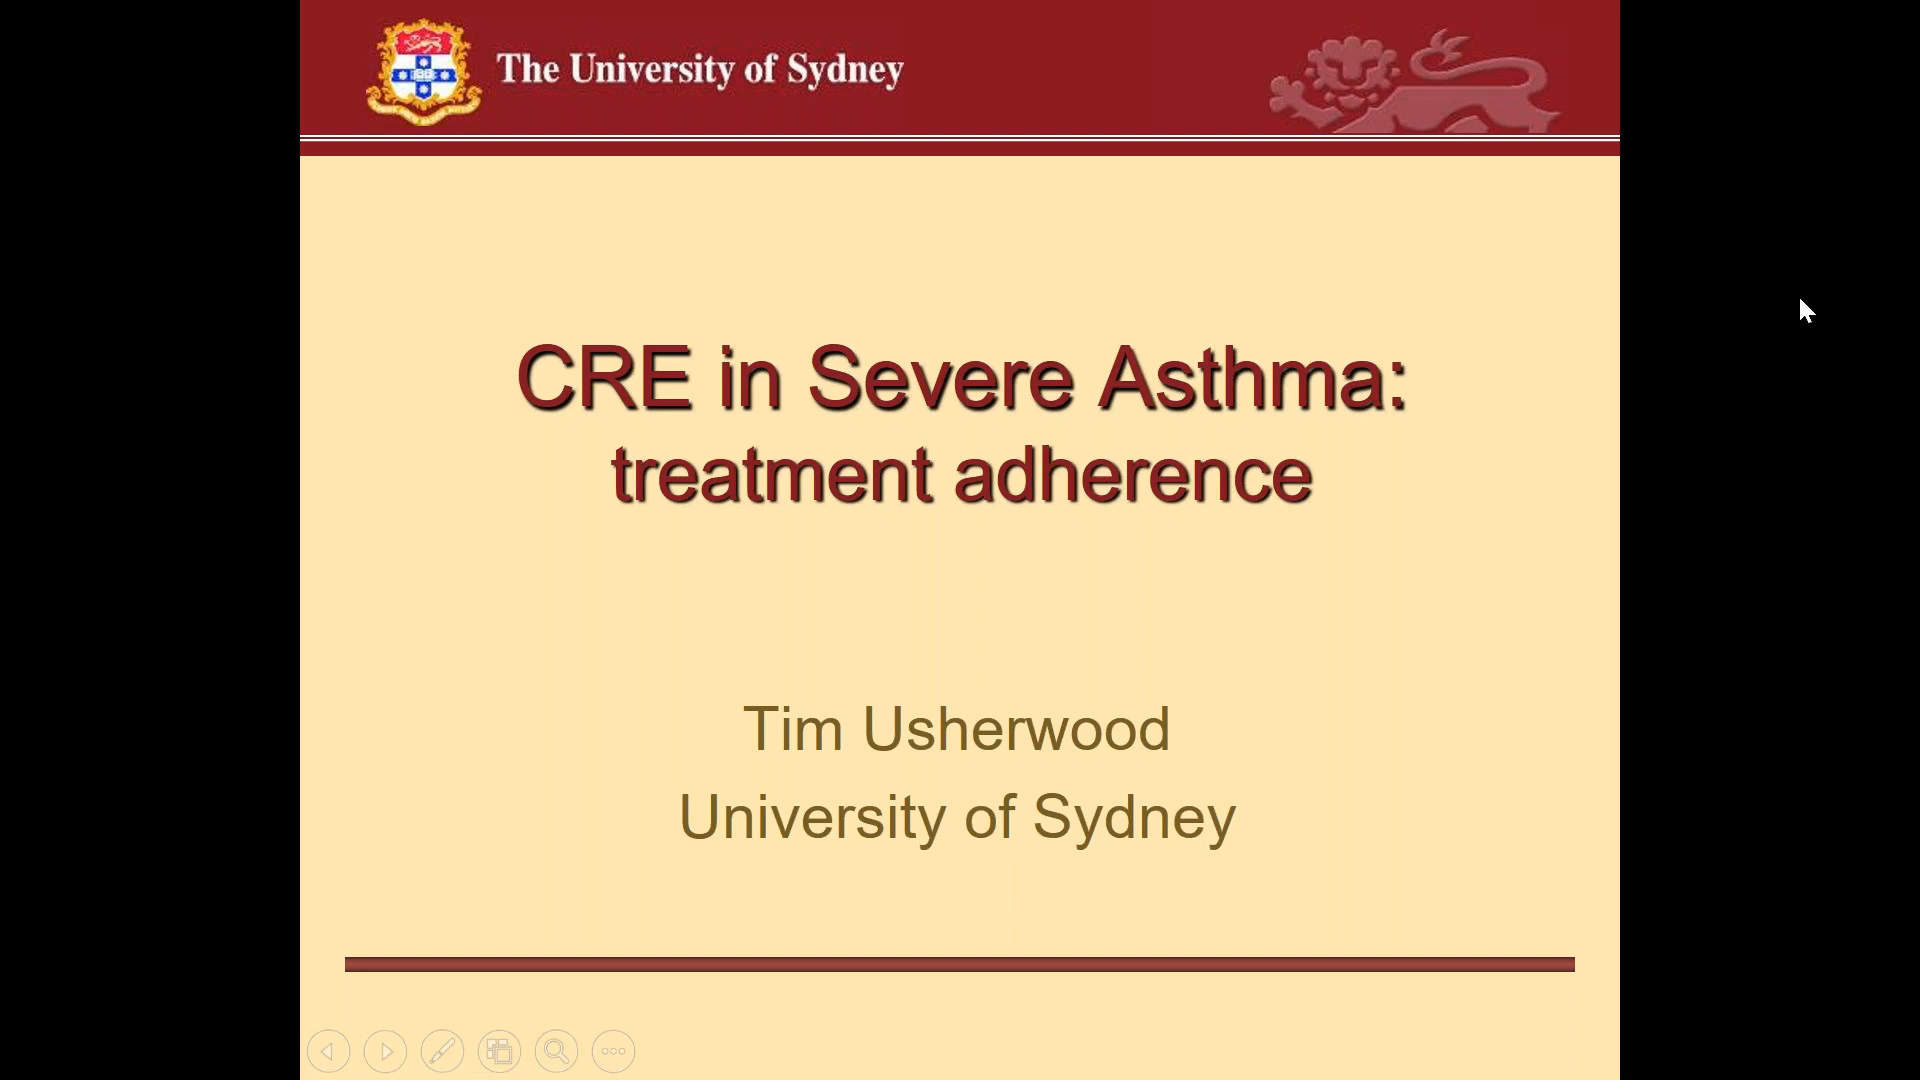 The University of Sydney
CRE in Severe Asthma:
treatment adherence
Tim Usherwood
University of Sydney